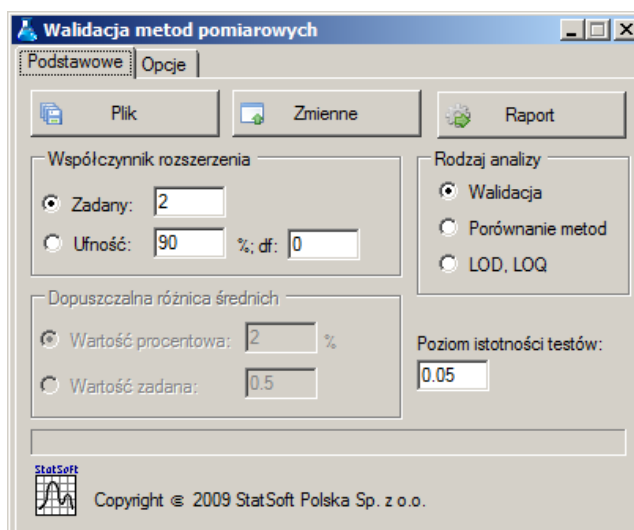 Walidacja metod pomiarowych
Podstawowe Opcje
Plik Zmienne Raport
Współczynnik rozszerzenia
Zadany: 2
Ufność: 90 %; df: 0
Rodzaj analizy
Walidacja
Porównanie metod
LOD, LOQ
Dopuszczalna różnica średnich
Wartość procentowa: 2 %
Wartość zadana: 0.5
Poziom istotności testów:
0.05
StatSoft
Copyright © 2009 StatSoft Polska Sp. z o.o.